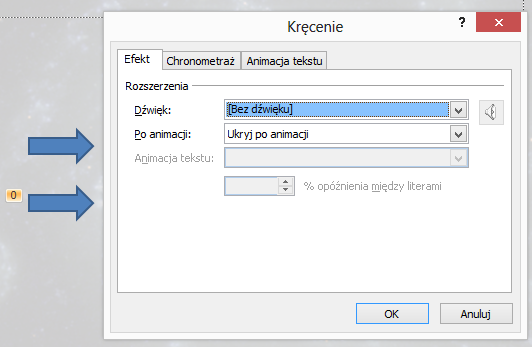 Kręcenie
?
Efekt Chronometraż Animacja tekstu
Rozszerzenia
Dźwięk: [Bez dźwięku]
Po animacji: Ukryj po animacji
Animacja tekstu:
% opóźnienia między literami
0
OK Anuluj